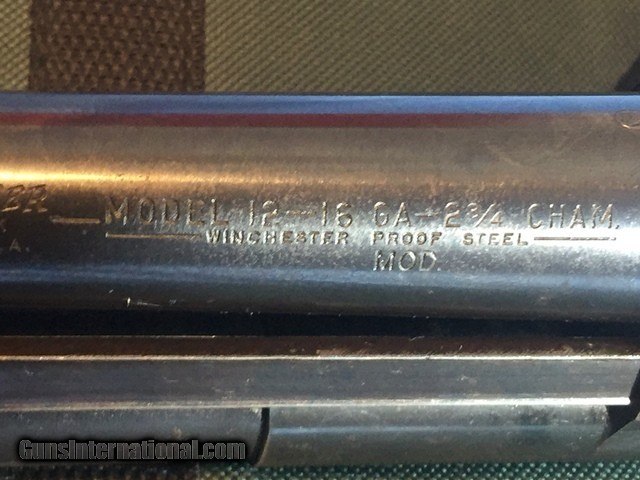 MODEL 12-16 GA-2¾ CHAM.
A.
WINCHESTER PROOF STEEL
MOD.
GunsInternational.com